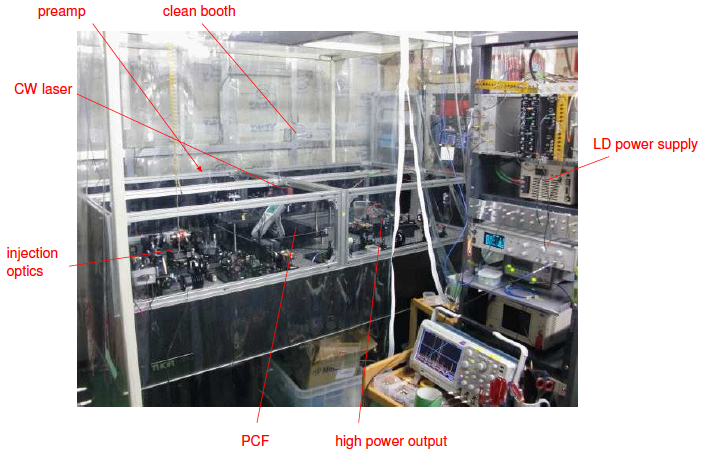 preamp
clean booth
CW laser
LD power supply
injection
optics
PCF
high power output